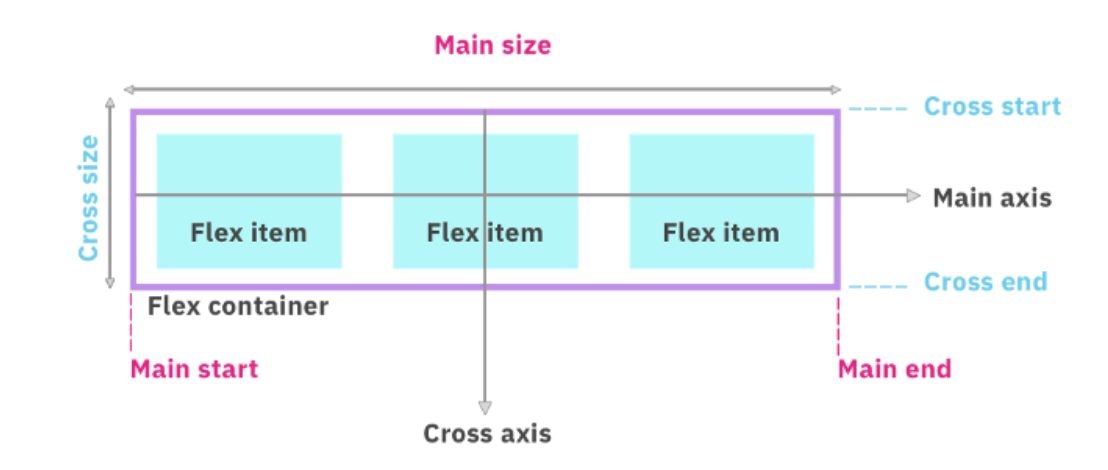 Main size
Cross start
Cross size
Main axis
Flex item
Flex item
Flex item
Cross end
Flex container
Main start
Main end
Cross axis